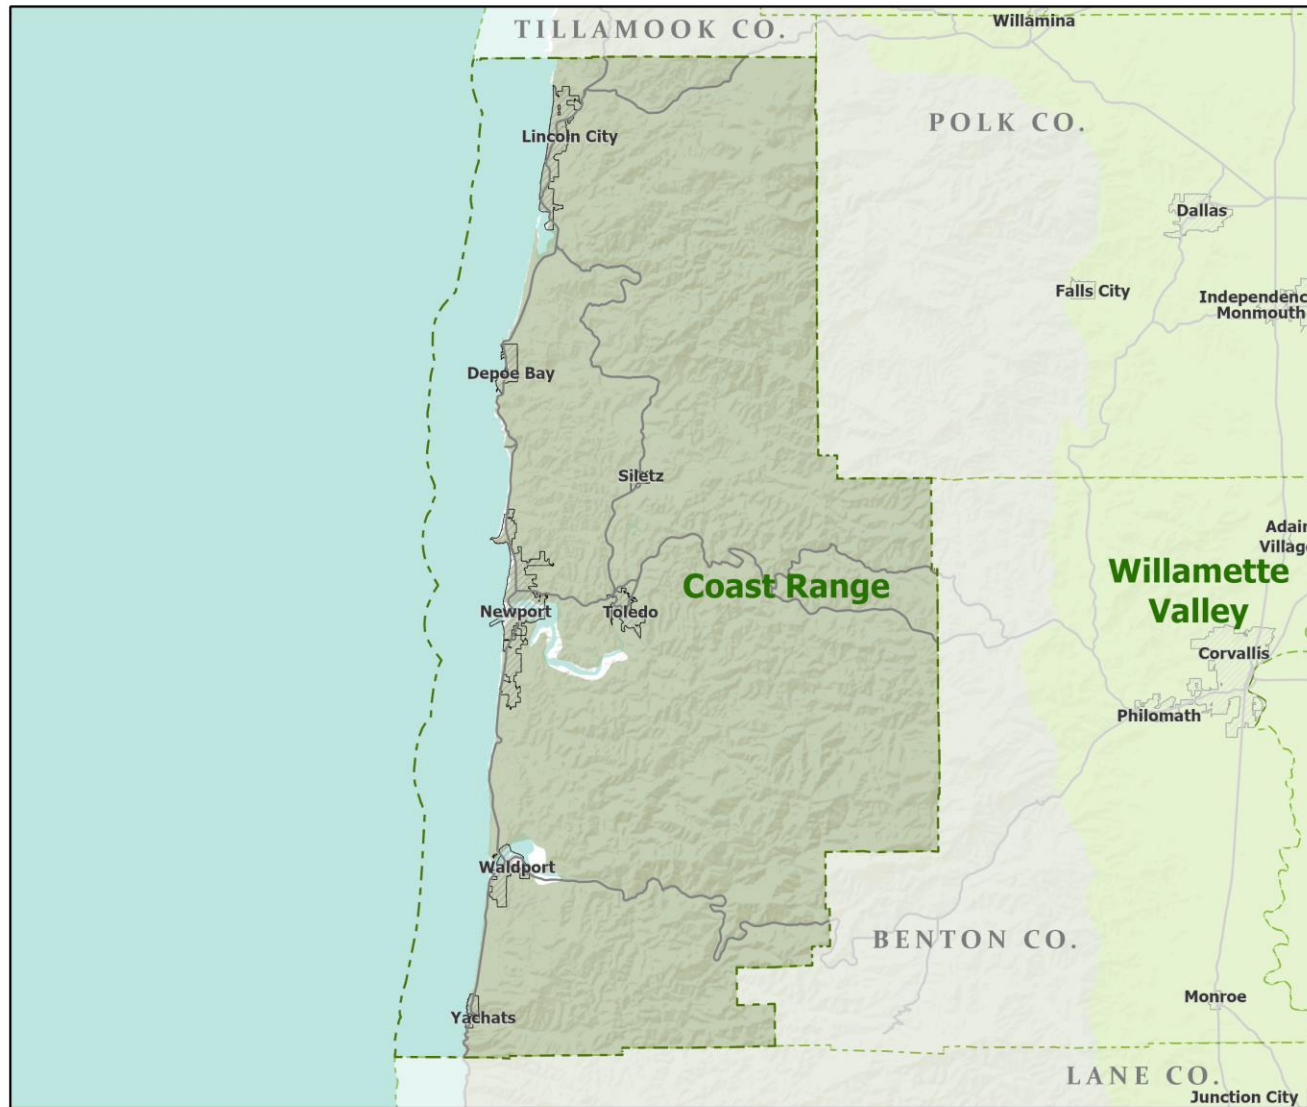 Willamina
TILLAMOOK CO.
POLK CO.
Lincoln City
Dallas
Falls City
Independenc
Monmouth
Depoe Bay
Siletz
Adair
Village
Coast Range
Willamette
Valley
Newport
Toledo
Corvallis
Philomath
Waldport
BENTON CO.
Monroe
Yachats
LANE CO.
Junction City